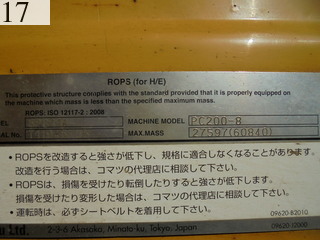 17
ROPS (for H/E)
This protective structure complies with the standard provided that it is properly equipped on
the machine which mass is less than the specified maximum mass.
ROPS: ISO 12117-2 : 2008
MACHINE MODEL PC200-8
MAX.MASS 27597(60840)
・ROPSを改造すると強さが低下し、規格に適合しなくなることがあります。
改造を行う場合は、コマツの代理店に相談して下さい。
・ROPSは、損傷を受けたり転倒したりすると強さが低下します。
損傷を受けたり変形した場合は、コマツの代理店に相談して下さい。
・運転時は、必ずシートベルトを着用して下さい。
09620-B2010
Ltd. 2-3-6 Akasaka, Minato-ku, Tokyo, Japan 09620-12000